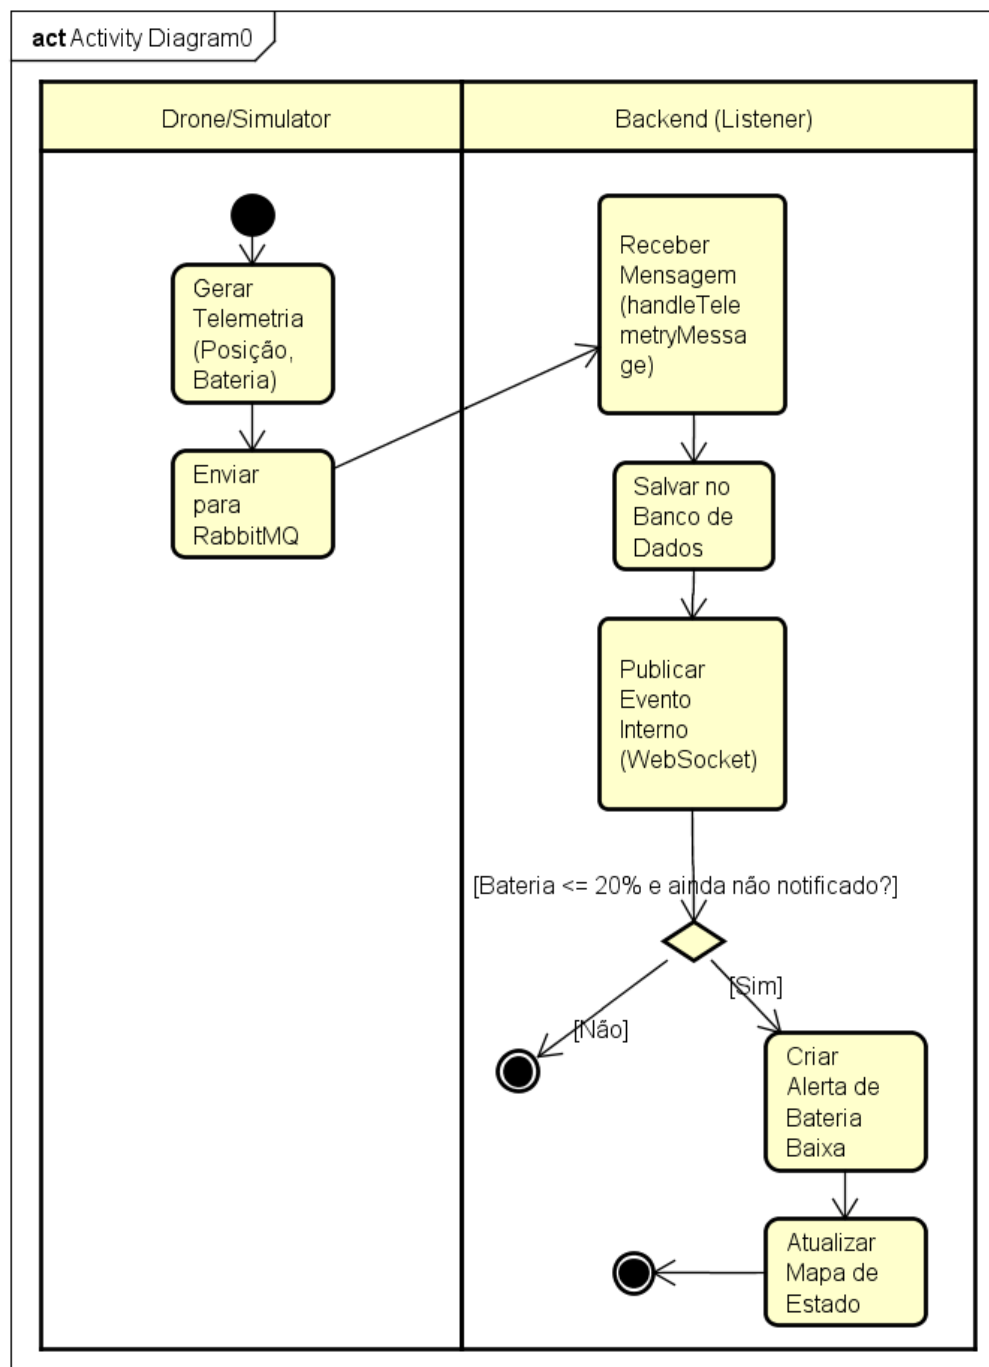 act Activity Diagram0
Drone/Simulator
Backend (Listener)
Gerar
Telemetria
(Posição,
Bateria)
Enviar
para
RabbitMQ
Receber
Mensagem
(handleTele
metryMessa
ge)
Salvar no
Banco de
Dados
Publicar
Evento
Interno
(WebSocket)
[Bateria <= 20% e ainda não notificado?]
[Sim]
[Não]
Criar
Alerta de
Bateria
Baixa
Atualizar
Mapa de
Estado